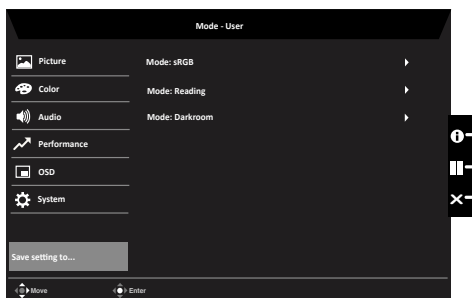 Mode - User
Picture
Color
Audio
Performance
OSD
System
Save setting to...
Mode: sRGB
Mode: Reading
Mode: Darkroom
Move
Enter